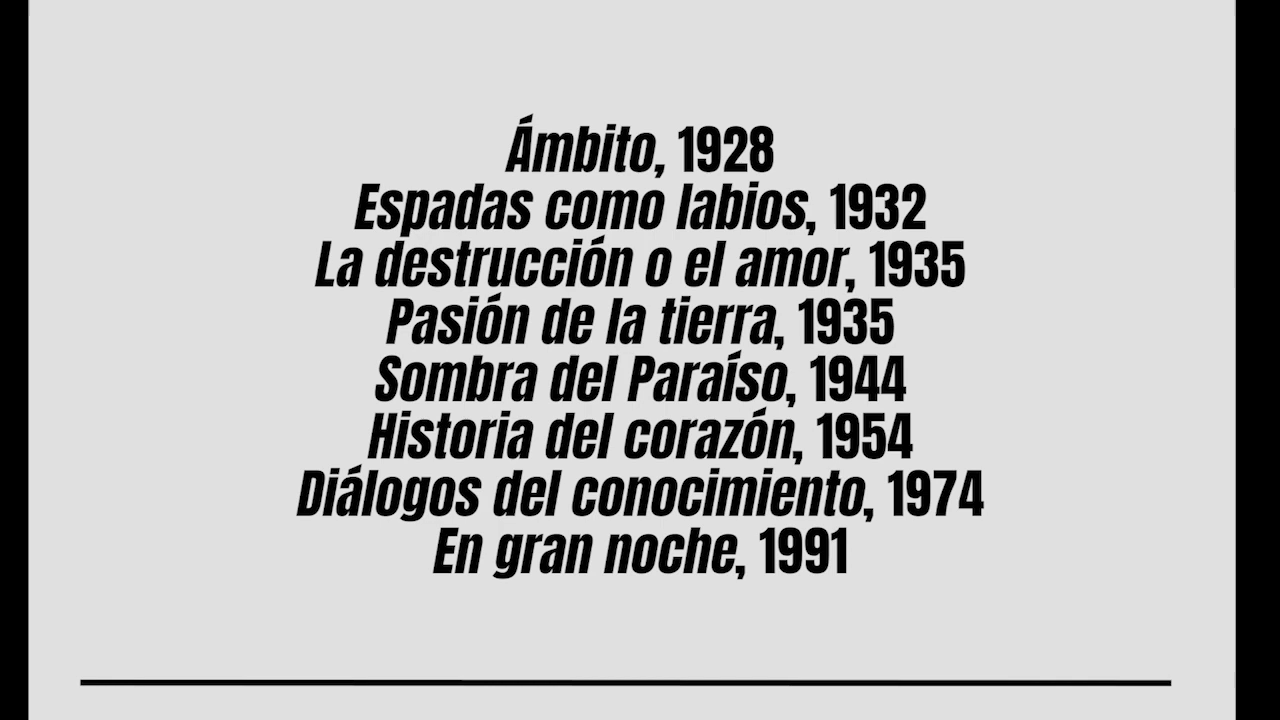 Ámbito, 1928
Espadas como labios, 1932
La destrucción o el amor, 1935
Pasión de la tierra, 1935
Sombra del Paraíso, 1944
Historia del corazón, 1954
Diálogos del conocimiento, 1974
En gran noche, 1991